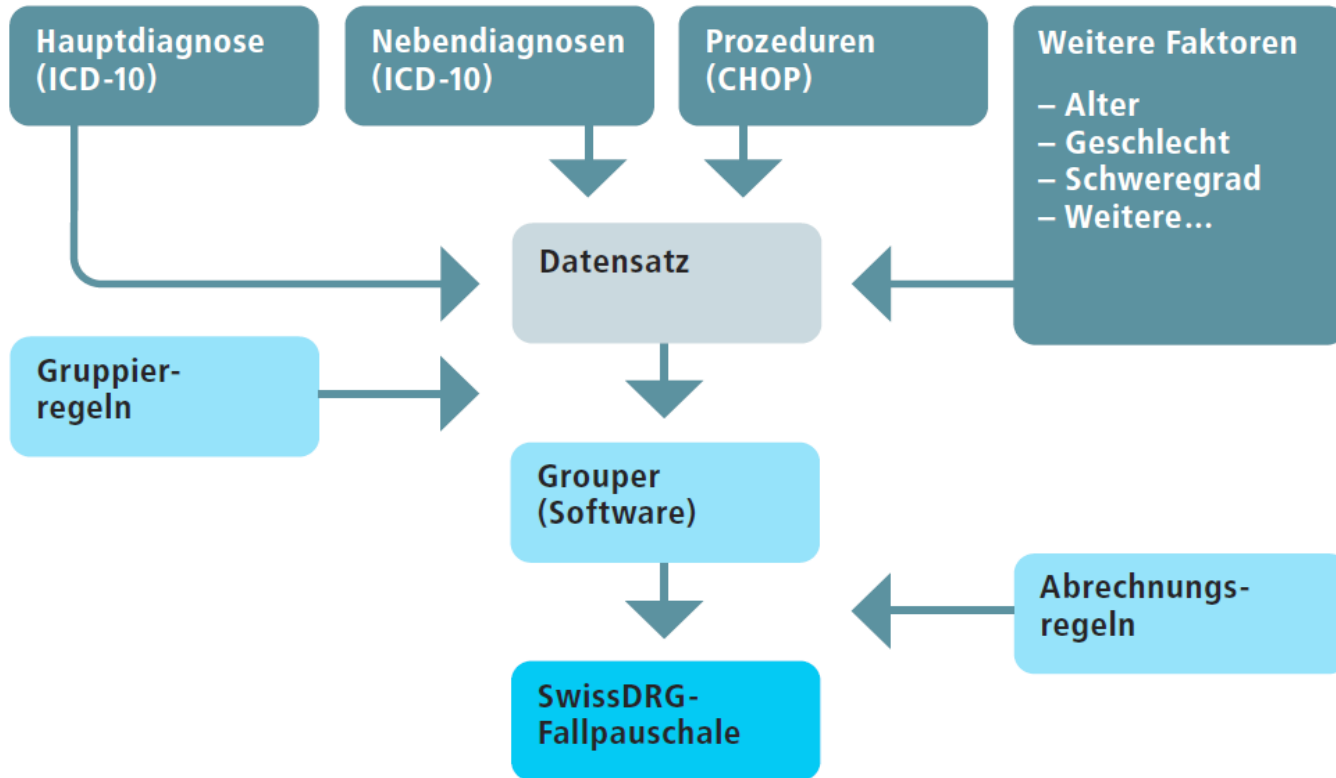 Hauptdiagnose
(ICD-10)
Nebendiagnosen
(ICD-10)
Prozeduren
(CHOP)
Weitere Faktoren
– Alter
– Geschlecht
– Schweregrad
– Weitere...
Datensatz
Gruppier-
regeln
Grouper
(Software)
Abrechnungs-
regeln
SwissDRG-
Fallpauschale